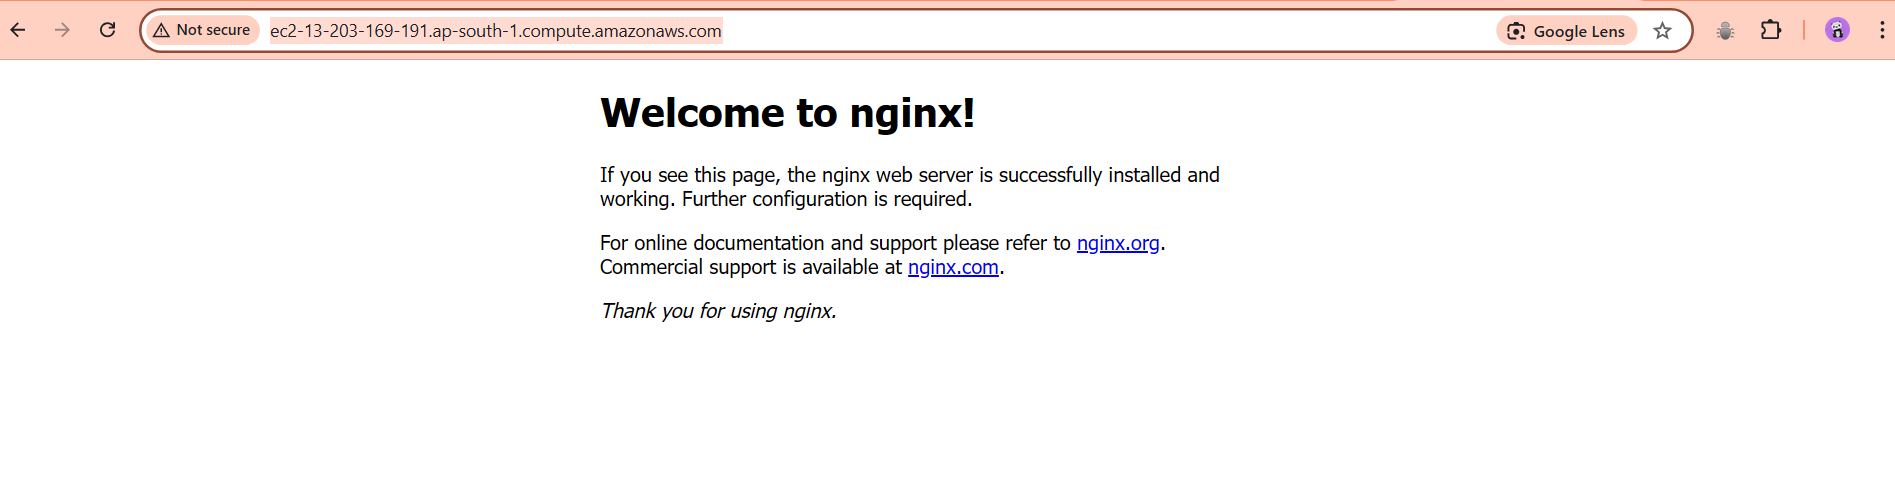 Not secure
ec2-13-203-169-191.ap-south-1.compute.amazonaws.com
Google Lens
Welcome to nginx!
If you see this page, the nginx web server is successfully installed and
working. Further configuration is required.
For online documentation and support please refer to nginx.org.
Commercial support is available at nginx.com.
Thank you for using nginx.